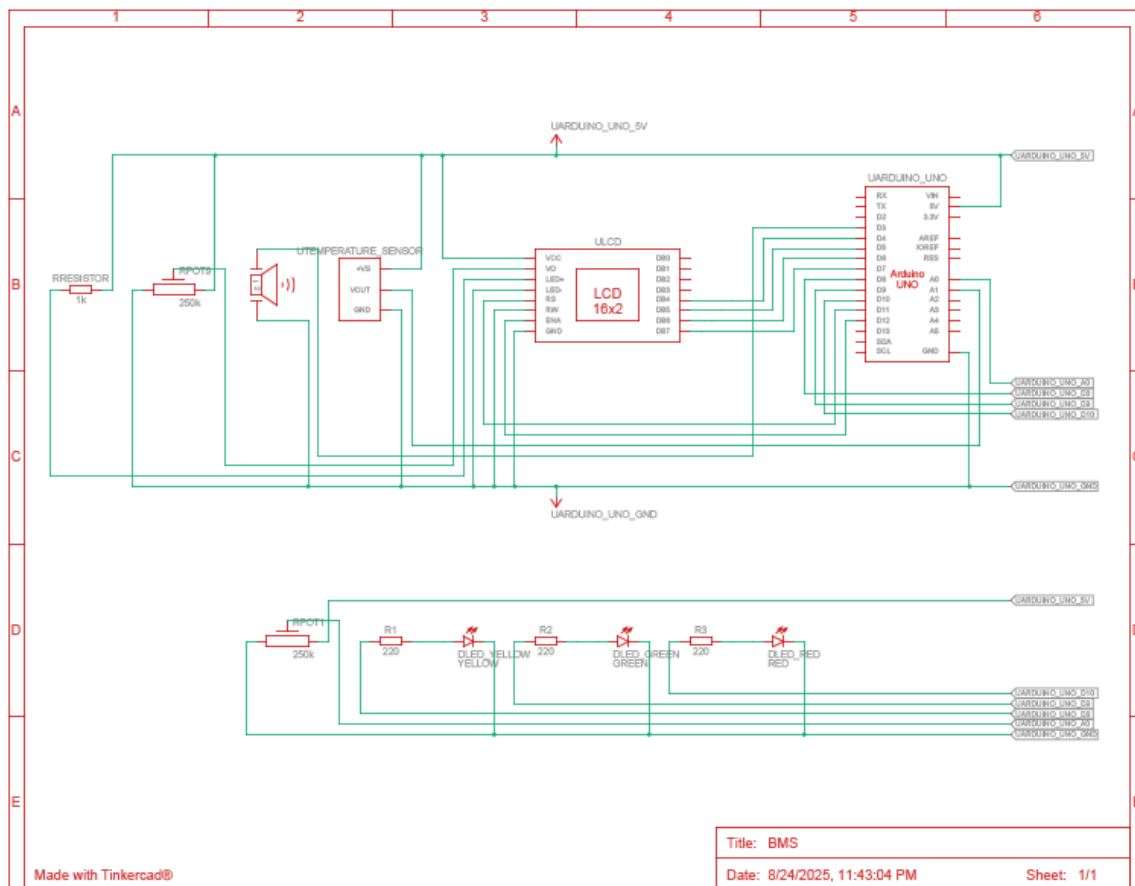 1 2 3 4 5 6
A
B
C
D
E
UARDUINO_UNO_5V
UARDUINO_UNO_5V
UARDUINO_UNO
RX
TX
D2
D3
D4
D5
D6
D7
D8
D9
D10
D11
D12
D13
SDA
SCL
VIN
5V
3.3V
AREF
IOREF
RES
A0
A1
A2
A3
A4
A5
GND
Arduino
UNO
RRESISTOR
1k
RPOT9
250k
UTEMPERATURE_SENSOR
+VS
VOUT
GND
ULCD
VCC
VO
LED+
LED-
RS
RW
ENA
GND
DB0
DB1
DB2
DB3
DB4
DB5
DB6
DB7
LCD
16x2
UARDUINO_UNO_A0
UARDUINO_UNO_D8
UARDUINO_UNO_D9
UARDUINO_UNO_D10
UARDUINO_UNO_GND
UARDUINO_UNO_GND
UARDUINO_UNO_5V
RPOT1
250k
R1
220
DLED_YELLOW
YELLOW
R2
220
DLED_GREEN
GREEN
R3
220
DLED_RED
RED
UARDUINO_UNO_D10
UARDUINO_UNO_D9
UARDUINO_UNO_D8
UARDUINO_UNO_A0
UARDUINO_UNO_GND
Title: BMS
Date: 8/24/2025, 11:43:04 PM Sheet: 1/1
Made with Tinkercad®